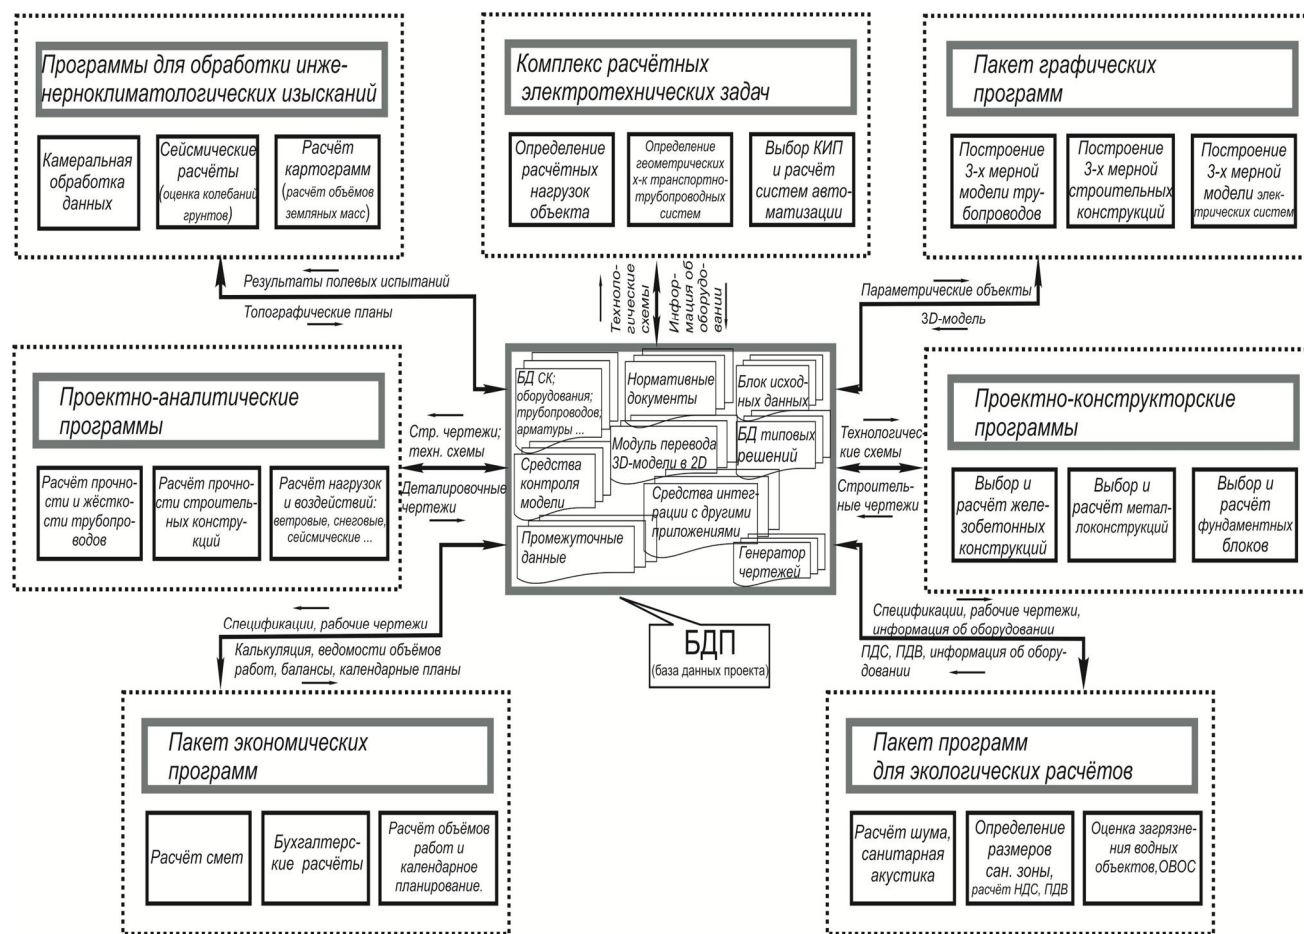 Программы для обработки инже-
нерноклиматологических изысканий
Камеральная
обработка
данных
Сейсмические
расчёты
(оценка колебаний
грунтов)
Расчёт
картограмм
(расчёт объёмов
земляных масс)
Комплекс расчётных
электротехнических задач
Определение
расчётных
нагрузок
объекта
Определение
геометрических
х-к транспортно-
трубопроводных
систем
Выбор КИП
и расчёт
систем авто-
матизации
Пакет графических
программ
Построение
3-х мерной
модели тру-
бопроводов
Построение
3-х мерной
строительных
конструкций
Построение
3-х мерной
модели элек-
трических систем
Результаты полевых испытаний
Топографические планы
Техноло-
гические
схемы
Инфор-
мация об
оборудо-
вании
Параметрические объекты
3D-модель
Проектно-аналитические
программы
Расчёт прочно-
сти и жёстко-
сти трубопро-
водов
Расчёт прочно-
сти строитель-
ных констру-
кций
Расчёт нагрузок
и воздействий:
ветровые, снеговые,
сейсмические ...
Стр. чертежи;
техн. схемы
Деталировочные
чертежи
БД СК;
оборудования;
трубопроводов;
арматуры ...
Нормативные
документы
Блок исход-
ных данных
Модуль перевода
3D-модели в 2D
БД типовых
решений
Средства
контроля
модели
Средства интег-
рации с другими
приложениями
Промежуточные
данные
Генератор
чертежей
БДП
(база данных проекта)
Технологичес-
кие схемы
Строитель-
ные чертежи
Проектно-конструкторские
программы
Выбор и
расчёт желе-
зобетонных
конструкций
Выбор и
расчёт метал-
локонструкций
Выбор и
расчёт
фундаментных
блоков
Спецификации, рабочие чертежи
Калькуляция, ведомости объёмов
работ, балансы, календарные планы
Спецификации, рабочие чертежи,
информация об оборудовании
ПДС, ПДВ, информация об обору-
довании
Пакет экономических
программ
Расчёт смет
Бухгалтерс-
кие расчёты
Расчёт объёмов
работ и
календарное
планирование.
Пакет программ
для экологических расчётов
Расчёт шума,
санитарная
акустика
Определение
размеров
сан. зоны,
расчёт НДС, ПДВ
Оценка загрязне-
ния водных
объектов,ОВОС